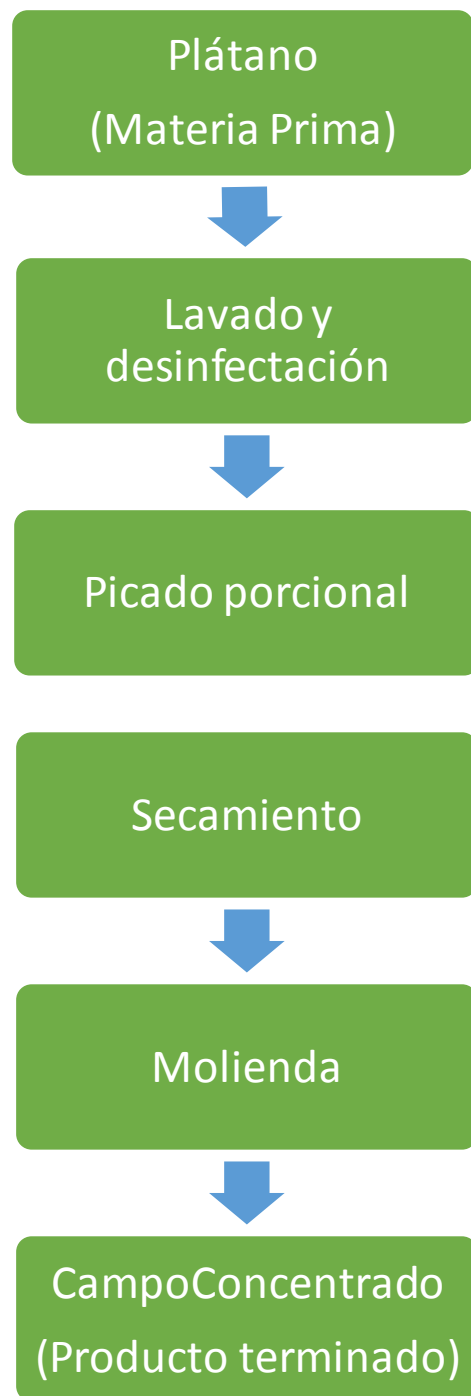 Plátano
(Materia Prima)
Lavado y
desinfectación
Picado porcional
Secamiento
Molienda
CampoConcentrado
(Producto terminado)